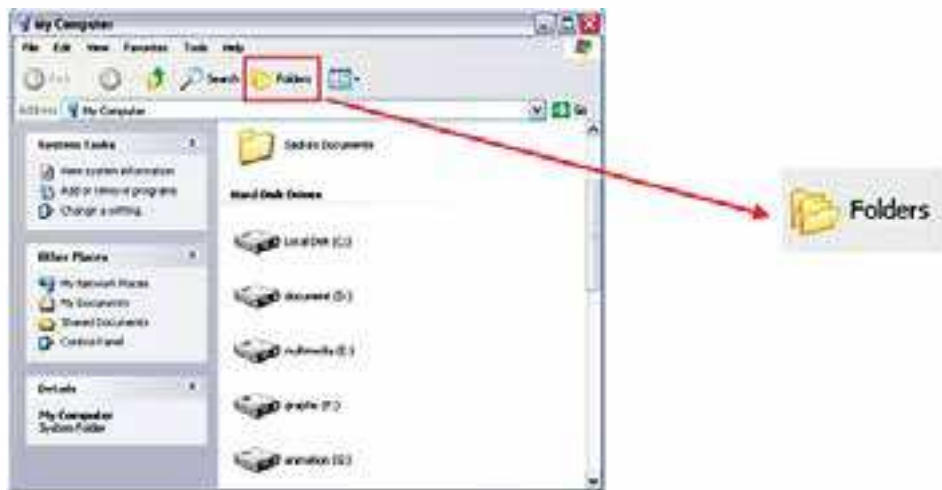 My Computer
File Edit View Favorites Tools Help
Back Search Folders
Address My Computer Go
System Tasks
View system information
Add or remove programs
Change a setting
Other Places
My Network Places
My Documents
Shared Documents
Control Panel
Details
My Computer
System Folder
Documents
Hard Disk Drives
Local Disk (C:)
document (D:)
multimedia (E:)
graphic (F:)
animation (G:)
Folders